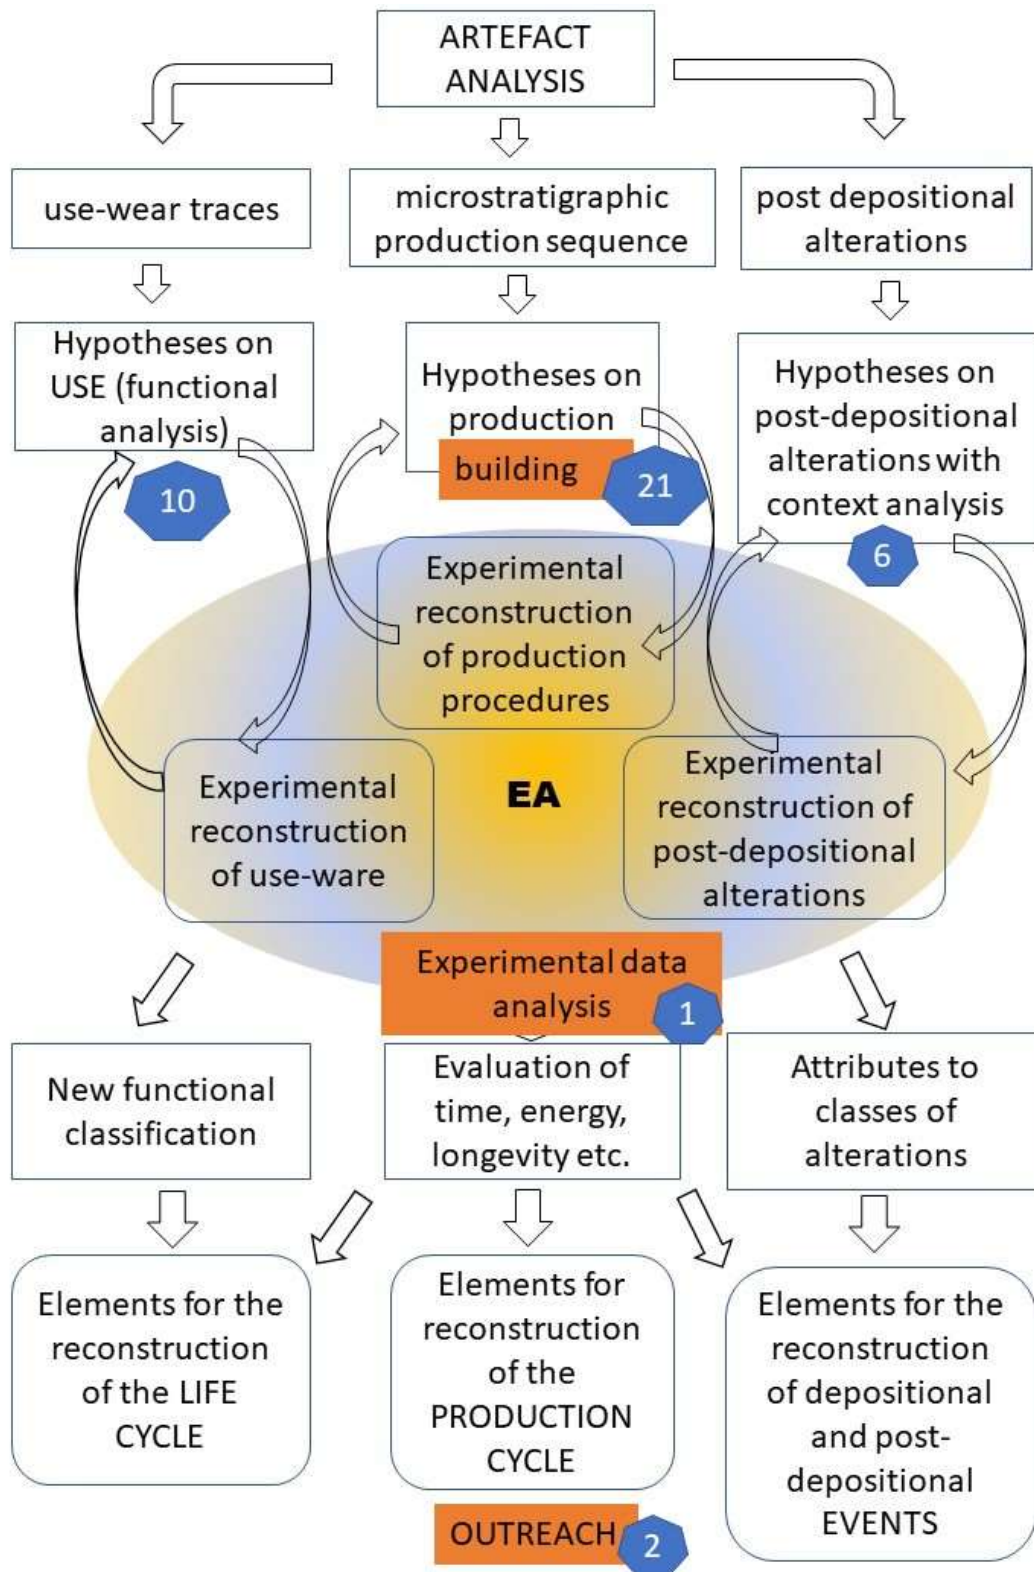 ARTEFACT
ANALYSIS
use-wear traces
microstratigraphic
production sequence
post depositional
alterations
Hypotheses on
USE (functional
analysis)
10
Hypotheses on
production
building
21
Hypotheses on
post-depositional
alterations with
context analysis
6
Experimental
reconstruction
of production
procedures
EA
Experimental
reconstruction
of use-ware
Experimental
reconstruction of
post-depositional
alterations
Experimental data
analysis
1
New functional
classification
Evaluation of
time, energy,
longevity etc.
Attributes to
classes of
alterations
Elements for the
reconstruction
of the LIFE
CYCLE
Elements for
reconstruction
of the
PRODUCTION
CYCLE
Elements for the
reconstruction
of depositional
and post-
depositional
EVENTS
OUTREACH
2